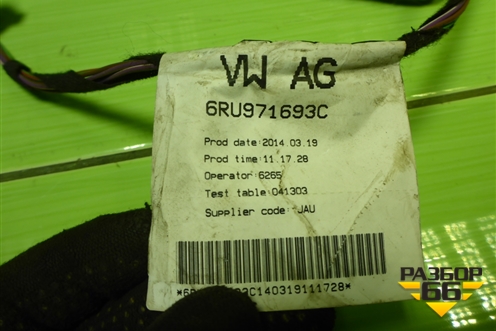 VW AG
6RU971693C
Prod date:2014.03.19
Prod time:11.17.28
Operator:6265
Test table:041303
Supplier code: JAU
РАЗБОР
66